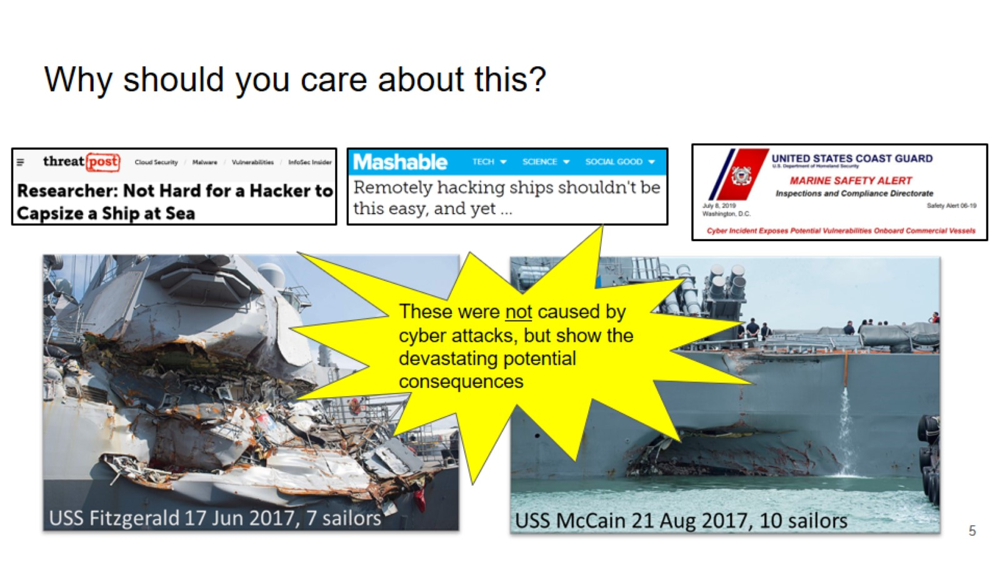 Why should you care about this?
threatpost Cloud Security / Malware / Vulnerabilities / InfoSec Insider
Researcher: Not Hard for a Hacker to
Capsize a Ship at Sea
Mashable TECH SCIENCE SOCIAL GOOD
Remotely hacking ships shouldn't be
this easy, and yet ...
UNITED STATES COAST GUARD
U.S. Department of Homeland Security
MARINE SAFETY ALERT
Inspections and Compliance Directorate
July 8, 2019 Safety Alert 06-19
Washington, D.C.
Cyber Incident Exposes Potential Vulnerabilities Onboard Commercial Vessels
These were not caused by
cyber attacks, but show the
devastating potential
consequences
USS Fitzgerald 17 Jun 2017, 7 sailors
USS McCain 21 Aug 2017, 10 sailors
5